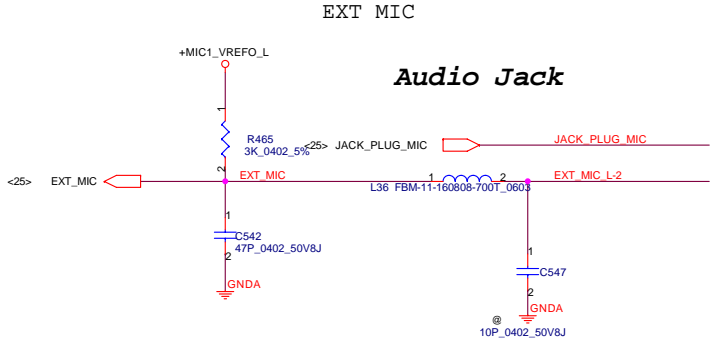 EXT MIC
+MIC1_VREFO_L
Audio Jack
1
R465
3K_0402_5%
2
<25> JACK_PLUG_MIC
JACK_PLUG_MIC
<25> EXT_MIC
EXT_MIC
1
2
EXT_MIC_L-2
L36 FBM-11-160808-700T_0603
1
C542
47P_0402_50V8J
2
GNDA
1
C547
2
GNDA
@
10P_0402_50V8J